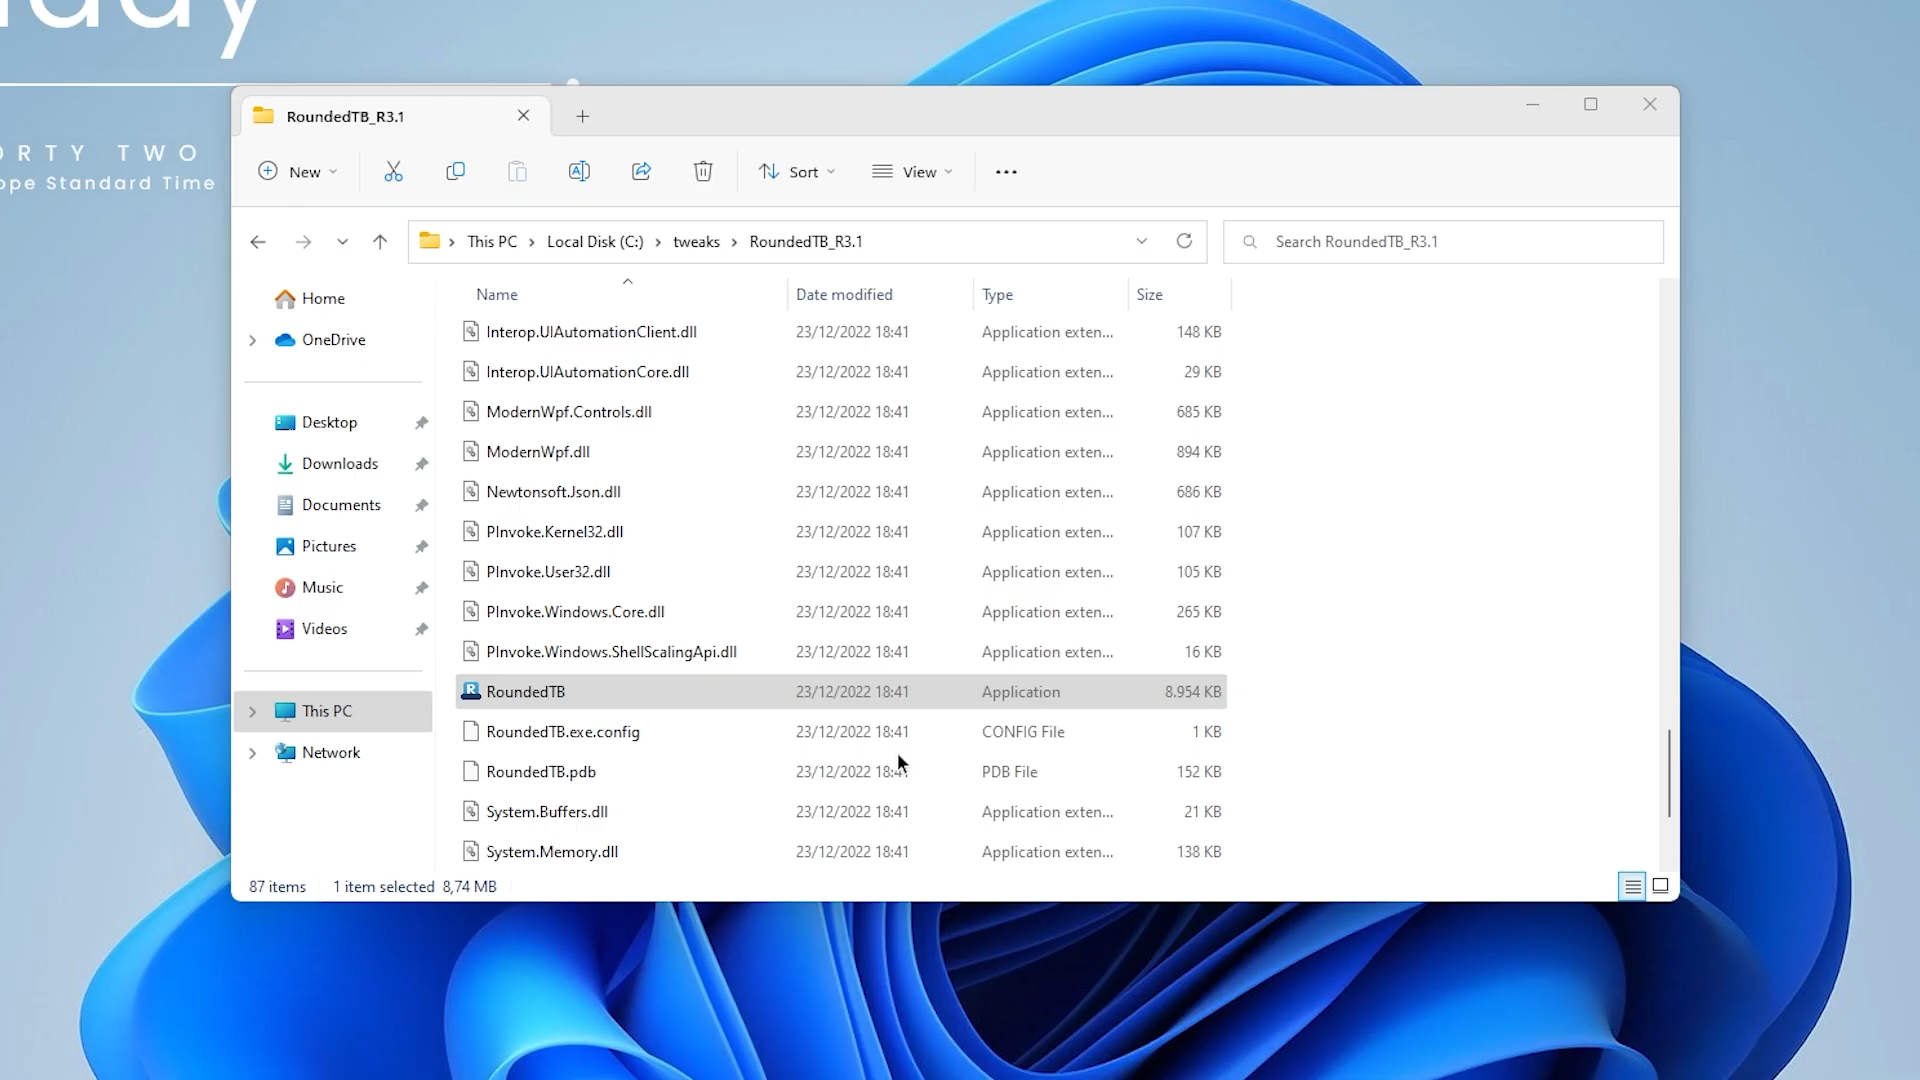 RoundedTB_R3.1
ORTY TWO
ope Standard Time
New
Sort
View
This PC > Local Disk (C:) > tweaks > RoundedTB_R3.1
Search RoundedTB_R3.1
Home
OneDrive
Desktop
Downloads
Documents
Pictures
Music
Videos
This PC
Network
Name Date modified Type Size
Interop.UIAutomationClient.dll 23/12/2022 18:41 Application exten... 148 KB
Interop.UIAutomationCore.dll 23/12/2022 18:41 Application exten... 29 KB
ModernWpf.Controls.dll 23/12/2022 18:41 Application exten... 685 KB
ModernWpf.dll 23/12/2022 18:41 Application exten... 894 KB
Newtonsoft.Json.dll 23/12/2022 18:41 Application exten... 686 KB
PInvoke.Kernel32.dll 23/12/2022 18:41 Application exten... 107 KB
PInvoke.User32.dll 23/12/2022 18:41 Application exten... 105 KB
PInvoke.Windows.Core.dll 23/12/2022 18:41 Application exten... 265 KB
PInvoke.Windows.ShellScalingApi.dll 23/12/2022 18:41 Application exten... 16 KB
RoundedTB 23/12/2022 18:41 Application 8.954 KB
RoundedTB.exe.config 23/12/2022 18:41 CONFIG File 1 KB
RoundedTB.pdb 23/12/2022 18:41 PDB File 152 KB
System.Buffers.dll 23/12/2022 18:41 Application exten... 21 KB
System.Memory.dll 23/12/2022 18:41 Application exten... 138 KB
87 items 1 item selected 8,74 MB